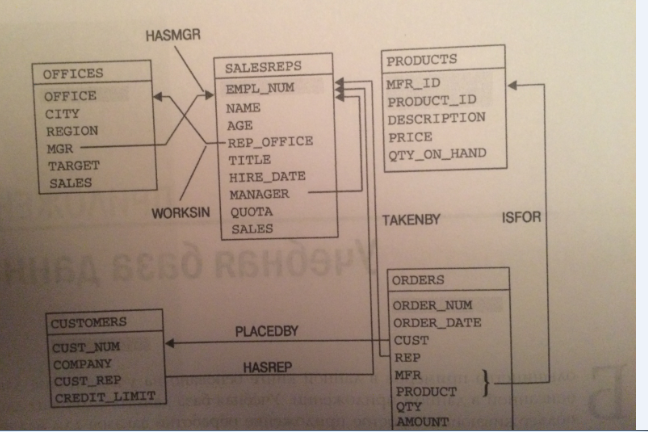 HASMGR
OFFICES
OFFICE
CITY
REGION
MGR
TARGET
SALES
SALESREPS
EMPL_NUM
NAME
AGE
REP_OFFICE
TITLE
HIRE_DATE
MANAGER
QUOTA
SALES
PRODUCTS
MFR_ID
PRODUCT_ID
DESCRIPTION
PRICE
QTY_ON_HAND
WORKSIN
TAKENBY
ISFOR
Учебная база данн
CUSTOMERS
CUST_NUM
COMPANY
CUST_REP
CREDIT_LIMIT
PLACEDBY
HASREP
ORDERS
ORDER_NUM
ORDER_DATE
CUST
REP
MFR
PRODUCT }
QTY
AMOUNT
Б